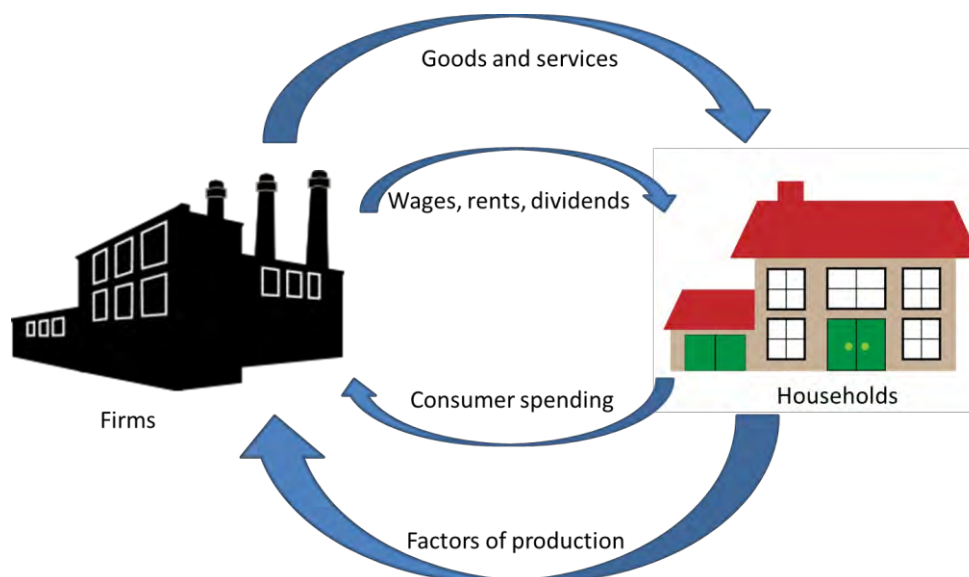 Goods and services
Wages, rents, dividends
Consumer spending
Households
Firms
Factors of production